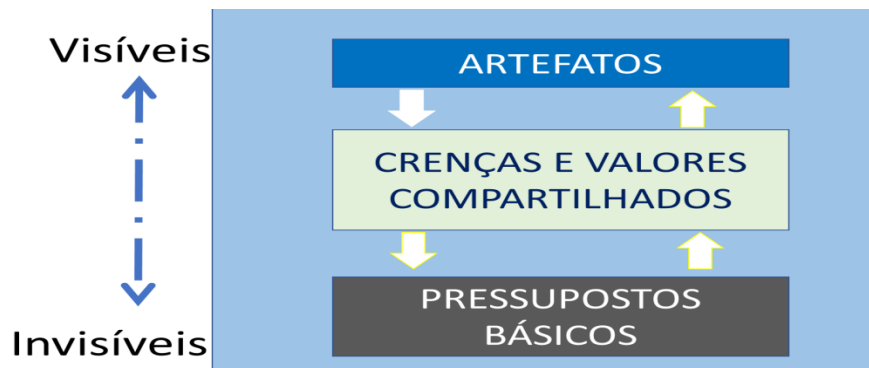 Visíveis
ARTEFATOS
CRENÇAS E VALORES
COMPARTILHADOS
PRESSUPOSTOS
BÁSICOS
Invisíveis